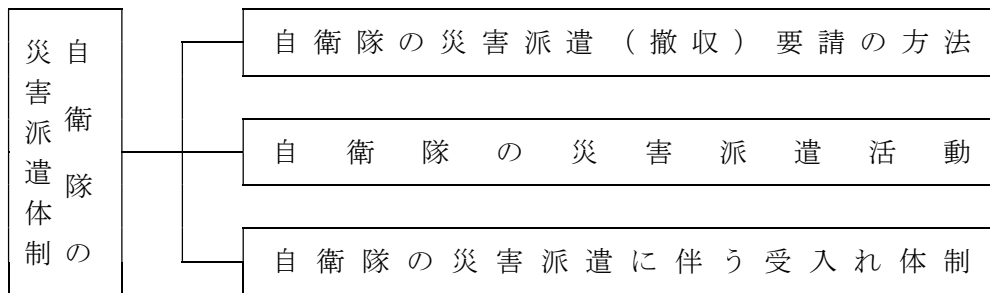 自衛隊の
災害派遣体制
自衛隊の災害派遣(撤収)要請の方法
自衛隊の災害派遣活動
自衛隊の災害派遣に伴う受入れ体制